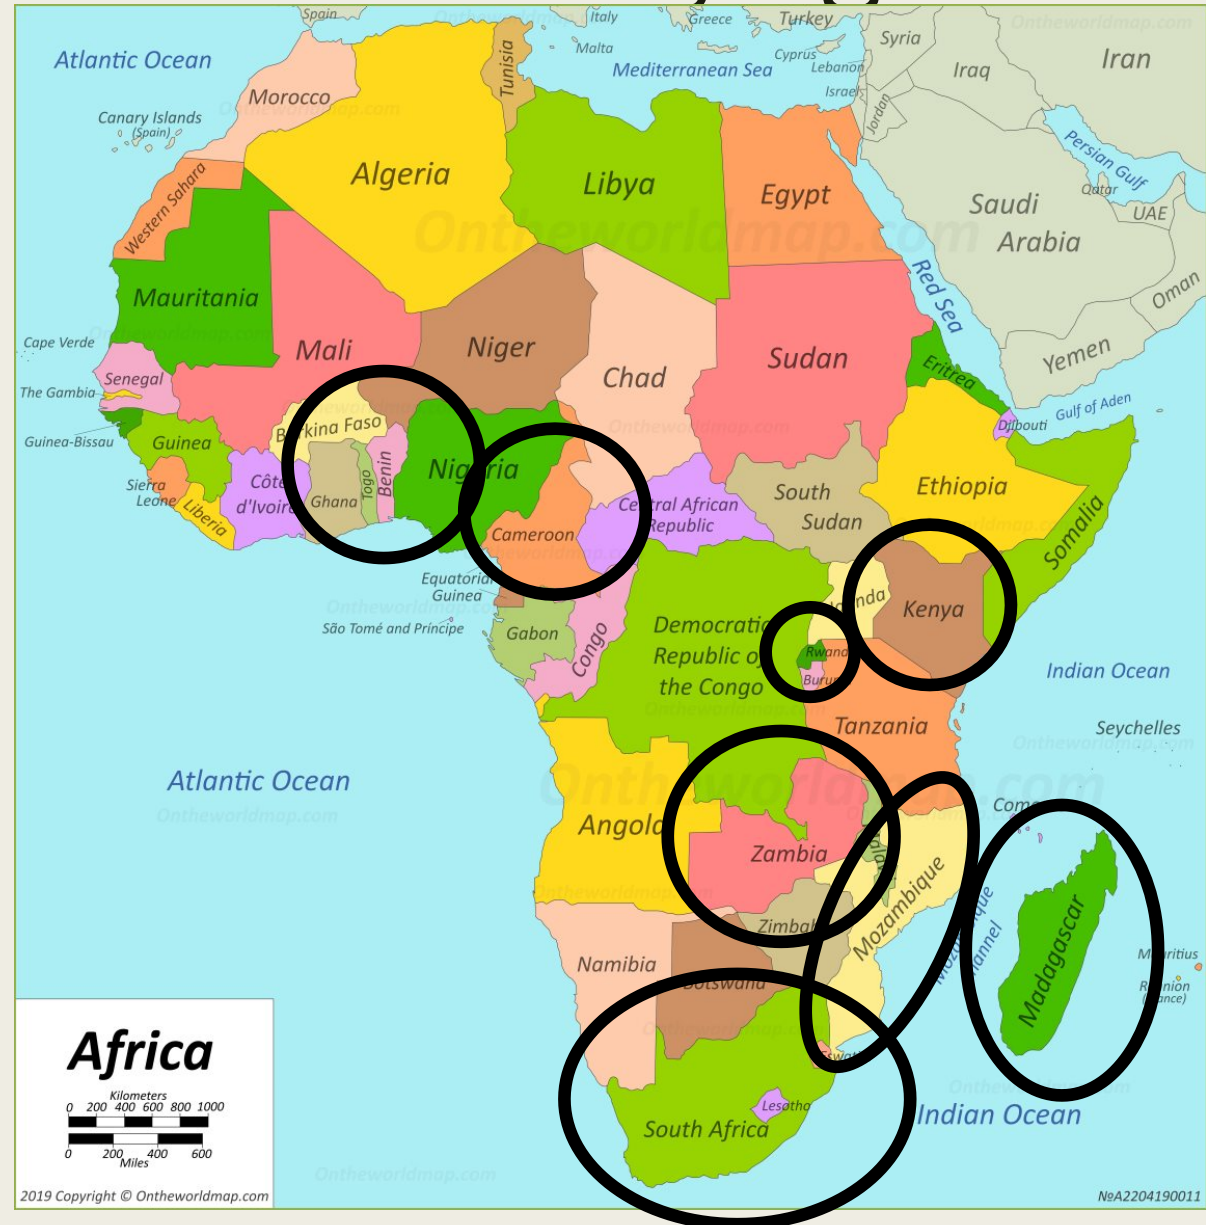 Spain
Italy
Greece
Turkey
Malta
Cyprus
Syria
Lebanon
Israel
Jordan
Iraq
Iran
Atlantic Ocean
Mediterranean Sea
Tunisia
Morocco
Canary Islands
(Spain)
Persian Gulf
Algeria
Libya
Egypt
Saudi
Arabia
Qatar
UAE
Western Sahara
Oman
Red Sea
Mauritania
Cape Verde
Mali
Niger
Chad
Sudan
Eritrea
Yemen
Senegal
The Gambia
Gulf of Aden
Djibouti
Guinea-Bissau
Guinea
Burkina Faso
Benin
Togo
Ghana
Nigeria
Sierra
Leone
Liberia
Côte
d'Ivoire
Cameroon
Central African
Republic
South
Sudan
Ethiopia
Somalia
Equatorial
Guinea
São Tomé and Príncipe
Gabon
Congo
Democratic
Republic of
the Congo
Kenya
Indian Ocean
Tanzania
Seychelles
Atlantic Ocean
Angola
Zambia
Mozambique
Madagascar
Namibia
Botswana
South Africa
Lesotho
Indian Ocean
Africa
Kilometers
0 200 400 600 800 1000
0 200 400 600
Miles
2019 Copyright © Ontheworldmap.com
№A2204190011
Ontheworldmap.com